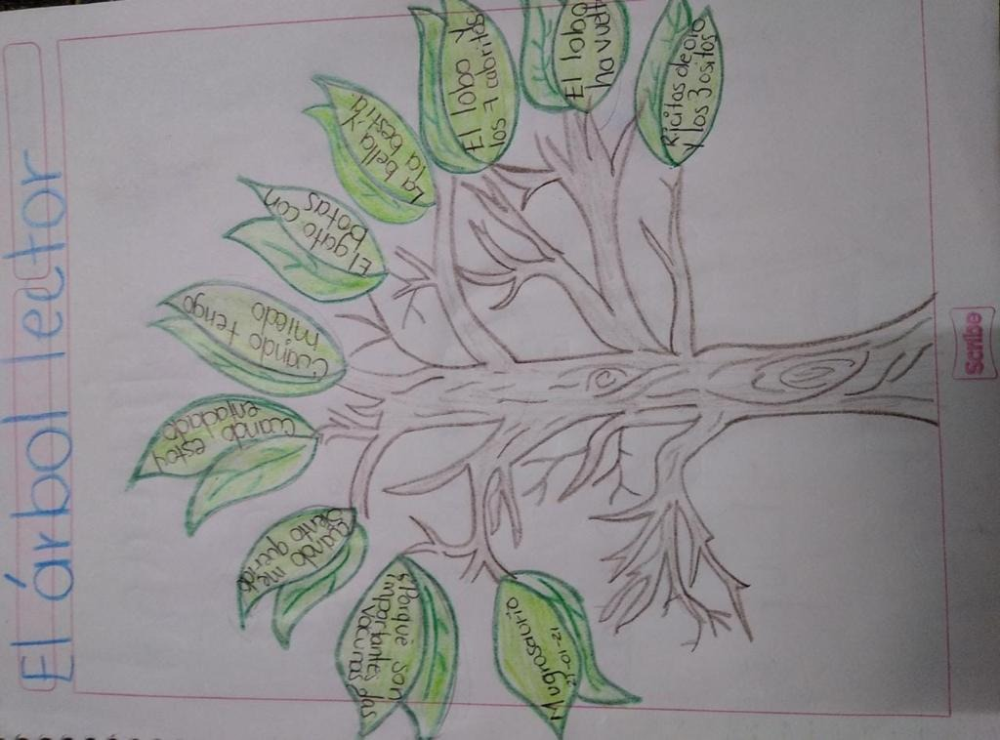 El árbol lector
Mugrosaurio
¿Porqué son
importantes las
vacunas
Cuando me
siento querido
Cuando estoy
enfadado
Cuando tengo
miedo
El gato con
botas
La bella y
la bestia
El lobo y
los 7 cabritos
El lobo
ha vuelto
Ricitos de oro
y los 3 ositos
Scribe